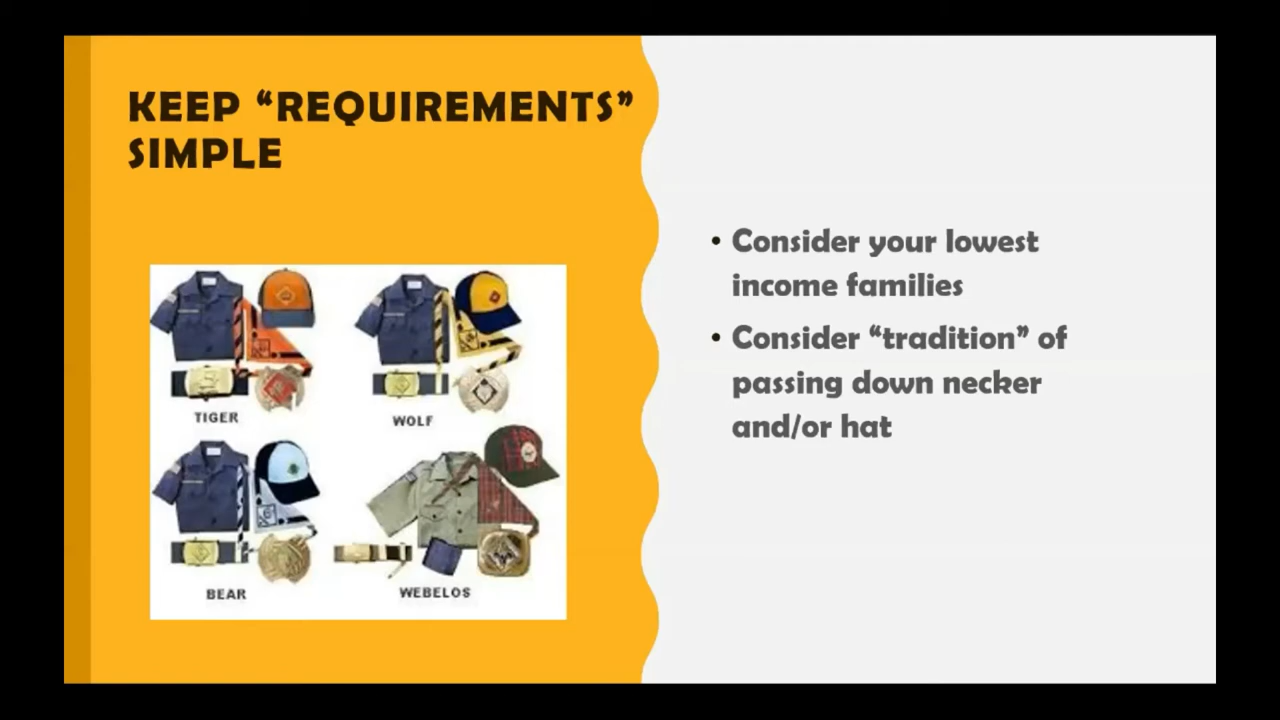 KEEP “REQUIREMENTS”
SIMPLE
TIGER
WOLF
BEAR
WEBELOS
• Consider your lowest
income families
• Consider “tradition” of
passing down necker
and/or hat